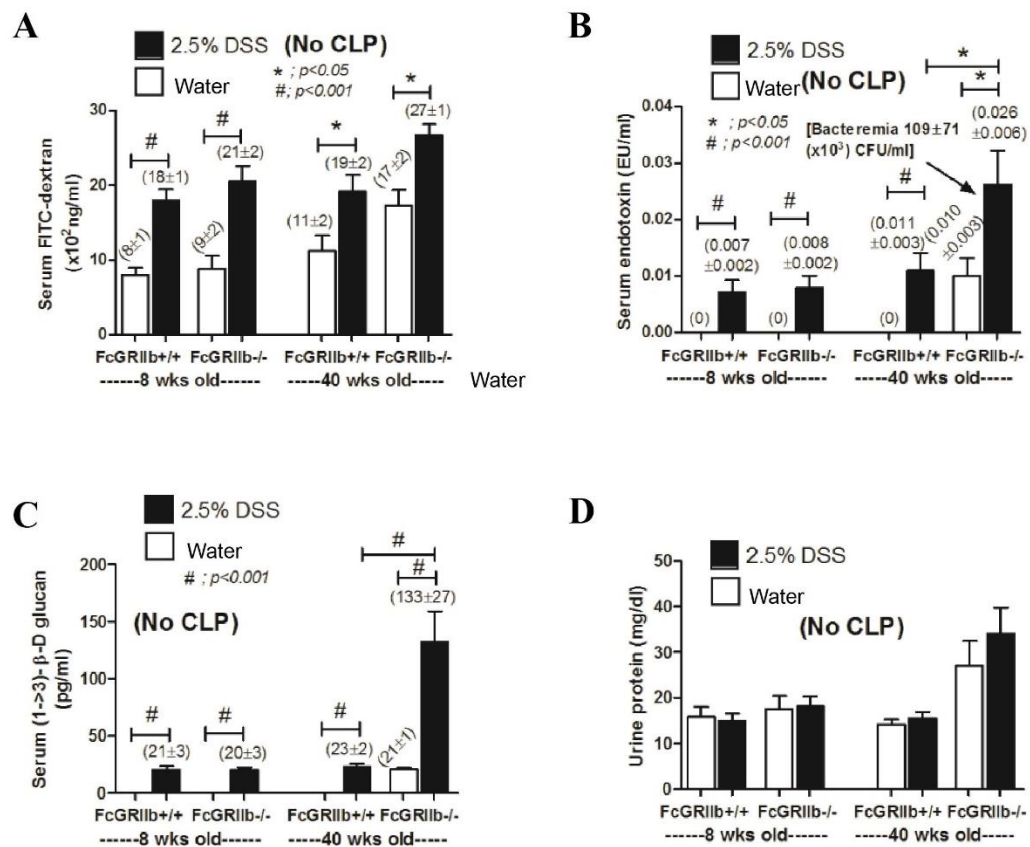 A
2.5% DSS
(No CLP)
Water
* ; p<0.05
#; p<0.001
Serum FITC-dextran
(x10²ng/ml)
30
20
10
0
#
#
*
*
(8±1)
(18±1)
(9±2)
(21±2)
(11±2)
(19±2)
(17±2)
(27±1)
FcGRIIb+/+ FcGRIIb-/-
FcGRIIb+/+ FcGRIIb-/-
------8 wks old------
-----40 wks old-----
Water
B
2.5% DSS
Water
(No CLP)
* ; p<0.05
# ; p<0.001
[Bacteremia 109±71
(x10³) CFU/ml]
Serum endotoxin (EU/ml)
0.04
0.03
0.02
0.01
0.00
#
#
#
*
*
(0)
(0.007
±0.002)
(0)
(0.008
±0.002)
(0)
(0.011
±0.003)
(0.010
±0.003)
(0.026
±0.006)
FcGRIIb+/+ FcGRIIb-/-
FcGRIIb+/+ FcGRIIb-/-
------8 wks old------
-----40 wks old-----
C
2.5% DSS
Water
# ; p<0.001
(No CLP)
Serum (1->3)-β-D glucan
(pg/ml)
200
150
100
50
0
#
#
#
#
#
(21±3)
(20±3)
(23±2)
(21±1)
(133±27)
FcGRIIb+/+ FcGRIIb-/-
FcGRIIb+/+ FcGRIIb-/-
------8 wks old------
-----40 wks old-----
D
2.5% DSS
Water
(No CLP)
Urine protein (mg/dl)
50
40
30
20
10
0
FcGRIIb+/+ FcGRIIb-/-
FcGRIIb+/+ FcGRIIb-/-
------8 wks old------
-----40 wks old-----